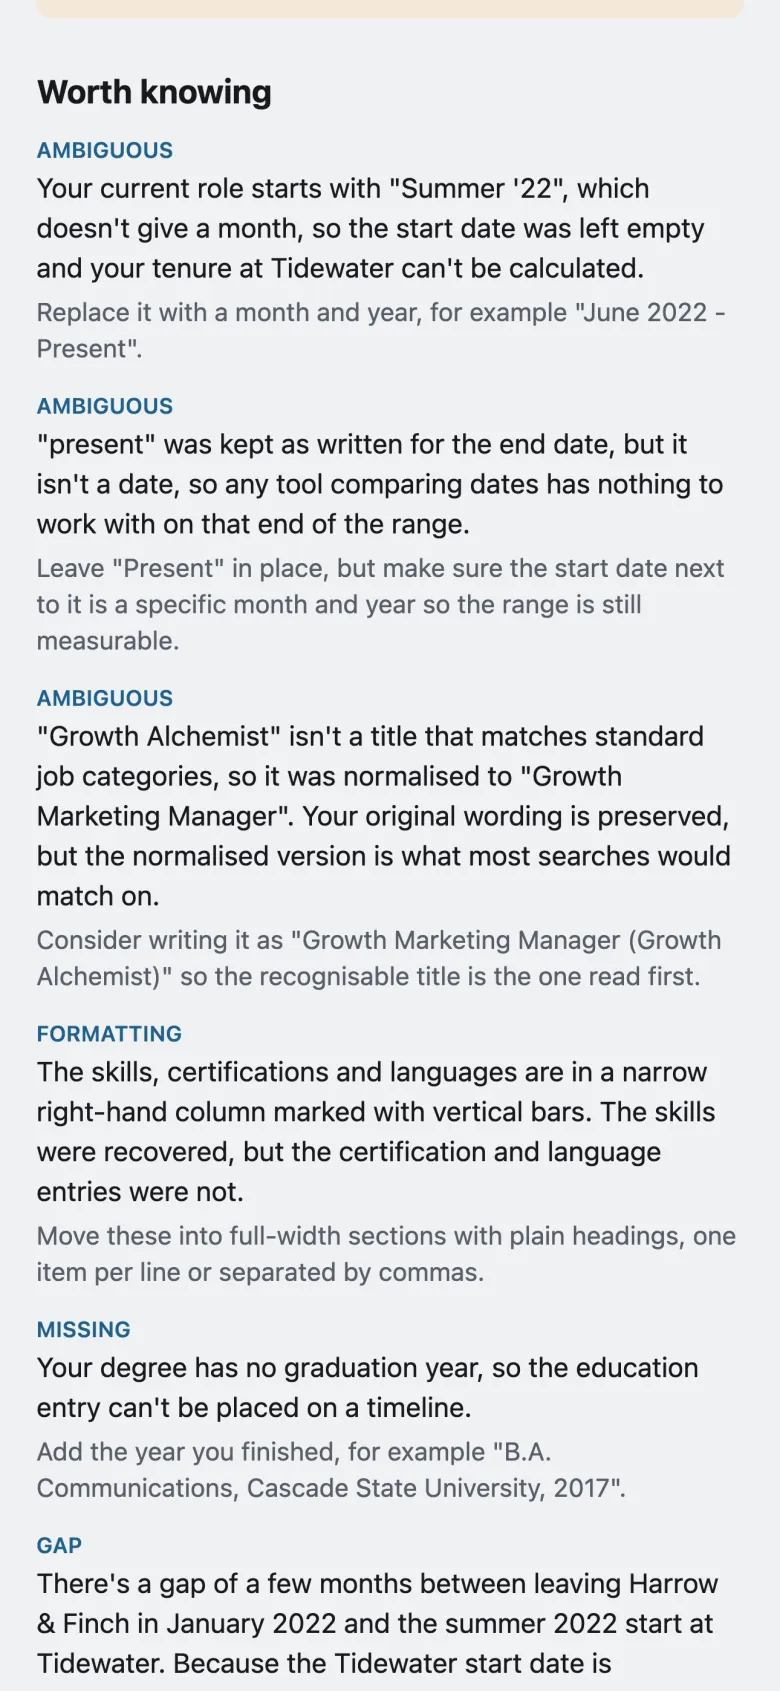 Worth knowing
AMBIGUOUS
Your current role starts with "Summer '22", which
doesn't give a month, so the start date was left empty
and your tenure at Tidewater can't be calculated.
Replace it with a month and year, for example "June 2022 -
Present".
AMBIGUOUS
"present" was kept as written for the end date, but it
isn't a date, so any tool comparing dates has nothing to
work with on that end of the range.
Leave "Present" in place, but make sure the start date next
to it is a specific month and year so the range is still
measurable.
AMBIGUOUS
"Growth Alchemist" isn't a title that matches standard
job categories, so it was normalised to "Growth
Marketing Manager". Your original wording is preserved,
but the normalised version is what most searches would
match on.
Consider writing it as "Growth Marketing Manager (Growth
Alchemist)" so the recognisable title is the one read first.
FORMATTING
The skills, certifications and languages are in a narrow
right-hand column marked with vertical bars. The skills
were recovered, but the certification and language
entries were not.
Move these into full-width sections with plain headings, one
item per line or separated by commas.
MISSING
Your degree has no graduation year, so the education
entry can't be placed on a timeline.
Add the year you finished, for example "B.A.
Communications, Cascade State University, 2017".
GAP
There's a gap of a few months between leaving Harrow
& Finch in January 2022 and the summer 2022 start at
Tidewater. Because the Tidewater start date is